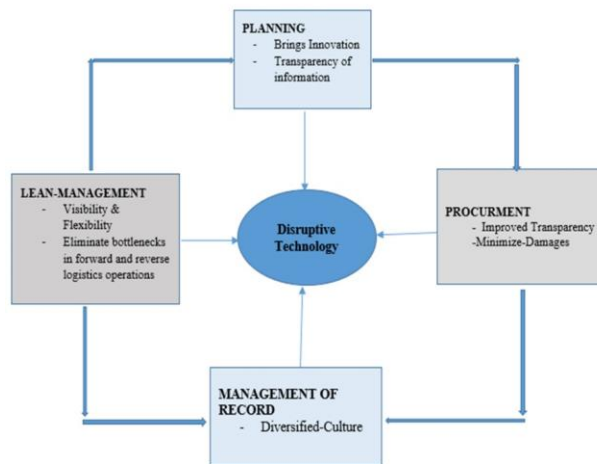 PLANNING
- Brings Innovation
- Transparency of
information
LEAN-MANAGEMENT
- Visibility &
Flexibility
- Eliminate bottlenecks
in forward and reverse
logistics operations
Disruptive
Technology
PROCURMENT
- Improved Transparency
-Minimize-Damages
MANAGEMENT OF
RECORD
- Diversified-Culture